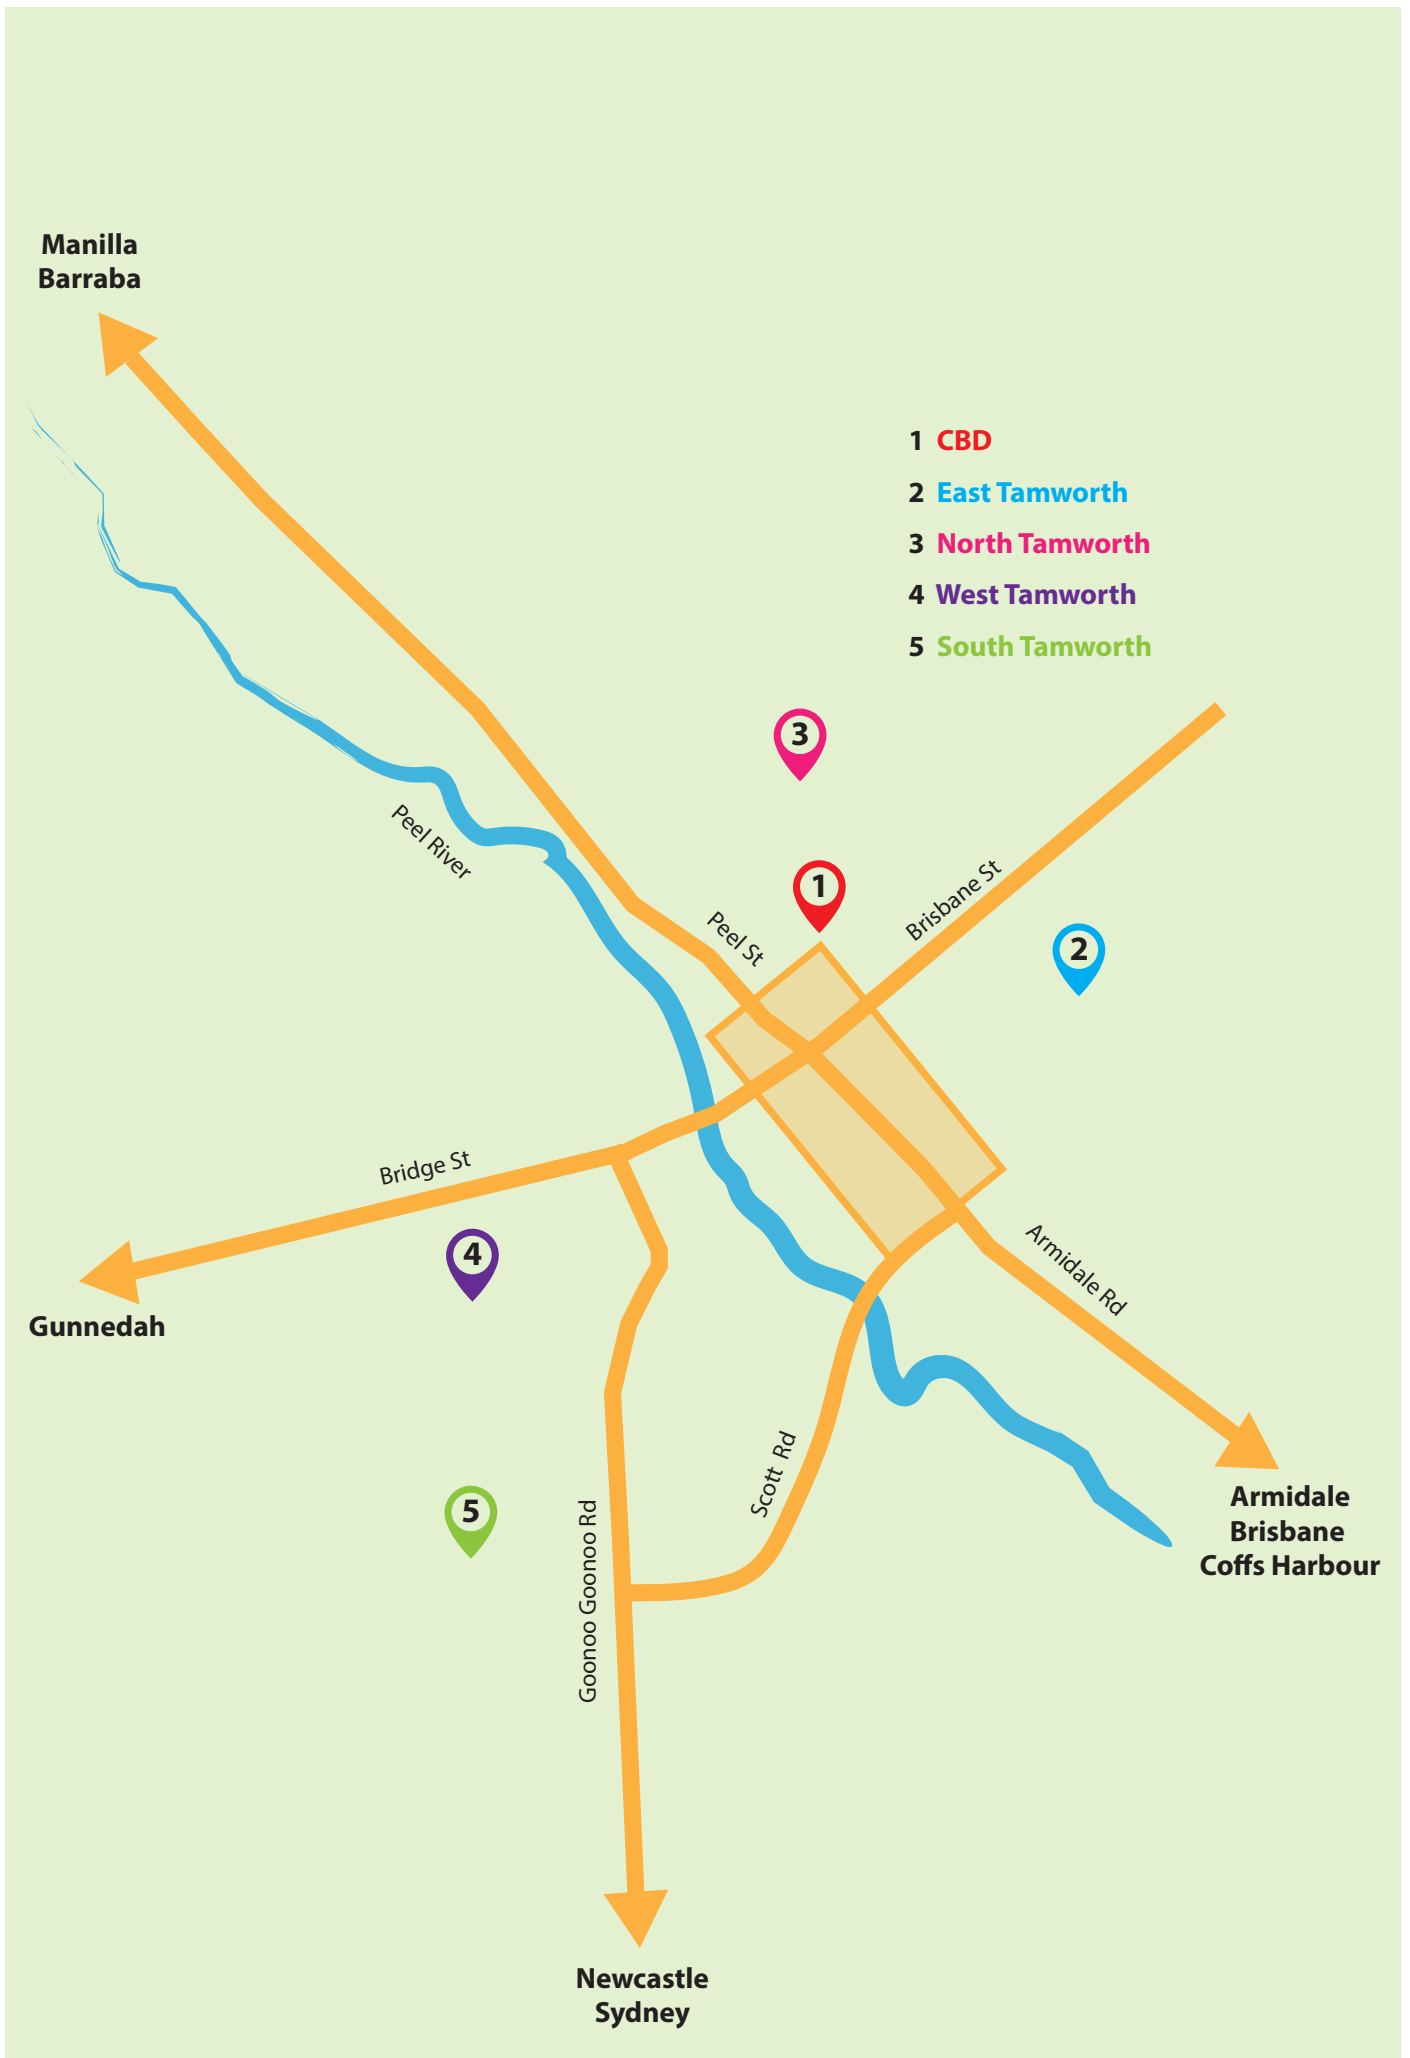 Manilla
Barraba
1 CBD
2 East Tamworth
3 North Tamworth
4 West Tamworth
5 South Tamworth
3
Peel River
1
Peel St
Brisbane St
2
Bridge St
4
Gunnedah
Armidale Rd
Scott Rd
5
Goonoo Goonoo Rd
Armidale
Brisbane
Coffs Harbour
Newcastle
Sydney